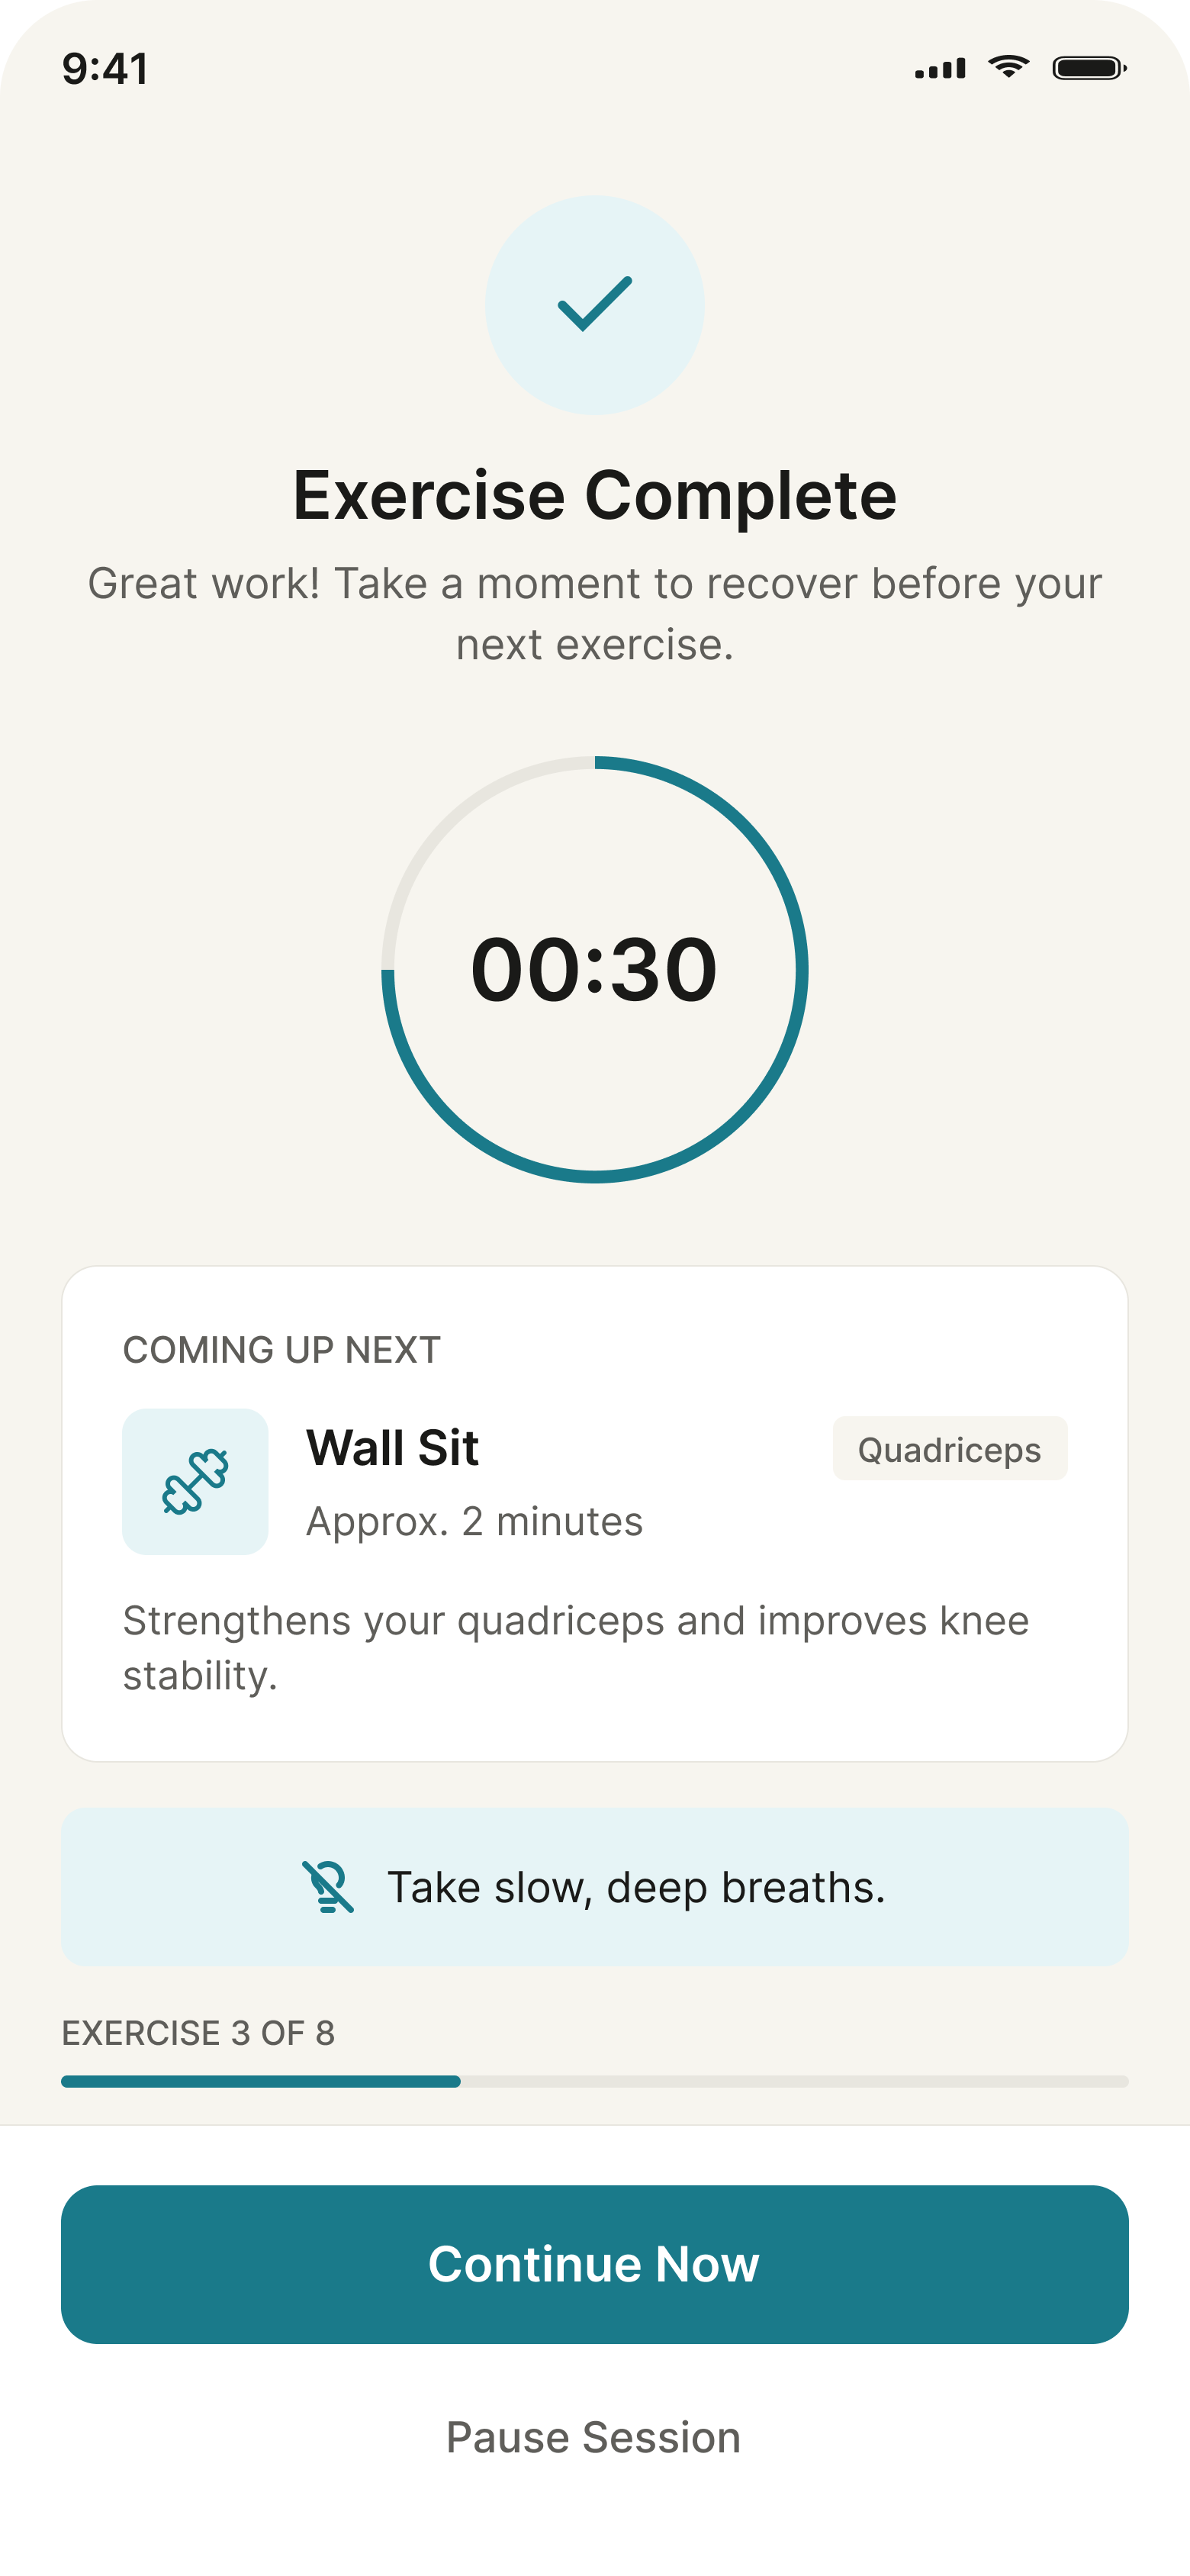 9:41
Exercise Complete
Great work! Take a moment to recover before your
next exercise.
00:30
COMING UP NEXT
Wall Sit
Quadriceps
Approx. 2 minutes
Strengthens your quadriceps and improves knee
stability.
Take slow, deep breaths.
EXERCISE 3 OF 8
Continue Now
Pause Session